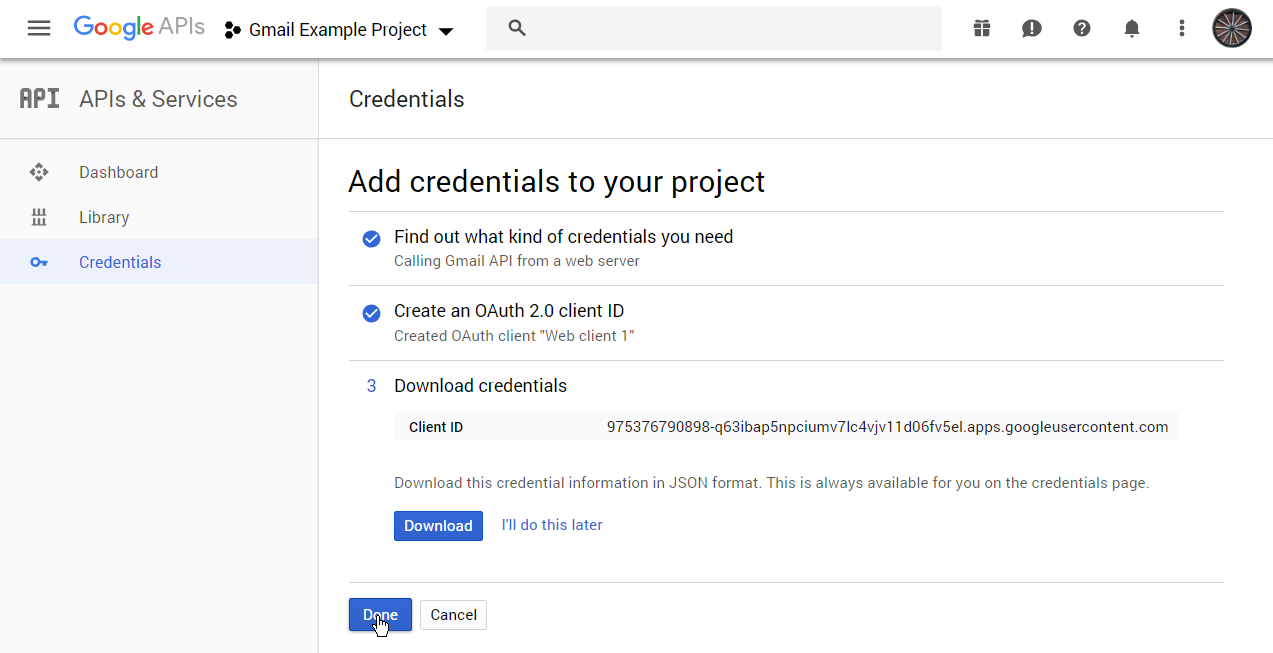 Google APIs
Gmail Example Project
API APIs & Services
Credentials
Dashboard
Library
Credentials
Add credentials to your project
Find out what kind of credentials you need
Calling Gmail API from a web server
Create an OAuth 2.0 client ID
Created OAuth client "Web client 1"
3 Download credentials
Client ID 975376790898-q63ibap5npciumv7lc4vjv11d06fv5el.apps.googleusercontent.com
Download this credential information in JSON format. This is always available for you on the credentials page.
Download I'll do this later
Done Cancel